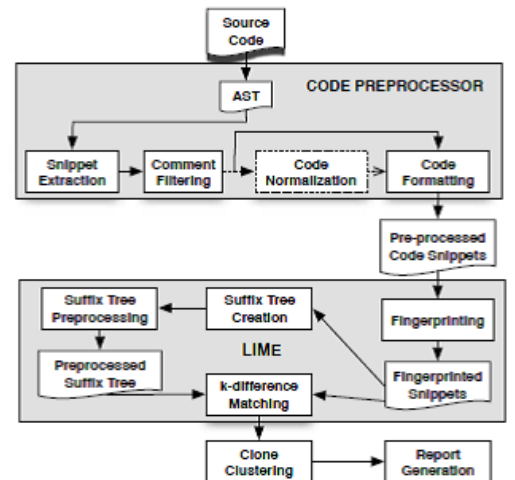 Source
Code
AST
CODE PREPROCESSOR
Snippet
Extraction
Comment
Filtering
Code
Normalization
Code
Formatting
Pre-processed
Code Snippets
Suffix Tree
Preprocessing
Suffix Tree
Creation
Fingerprinting
LIME
Preprocessed
Suffix Tree
k-difference
Matching
Fingerprinted
Snippets
Clone
Clustering
Report
Generation